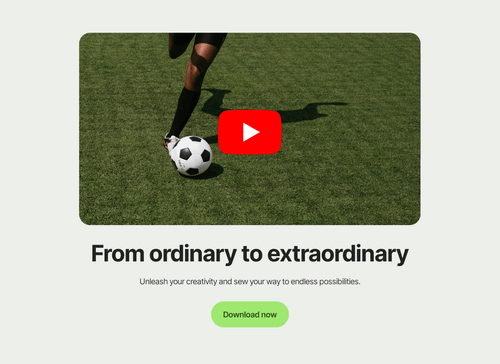 From ordinary to extraordinary
Unleash your creativity and sew your way to endless possibilities.
Download now